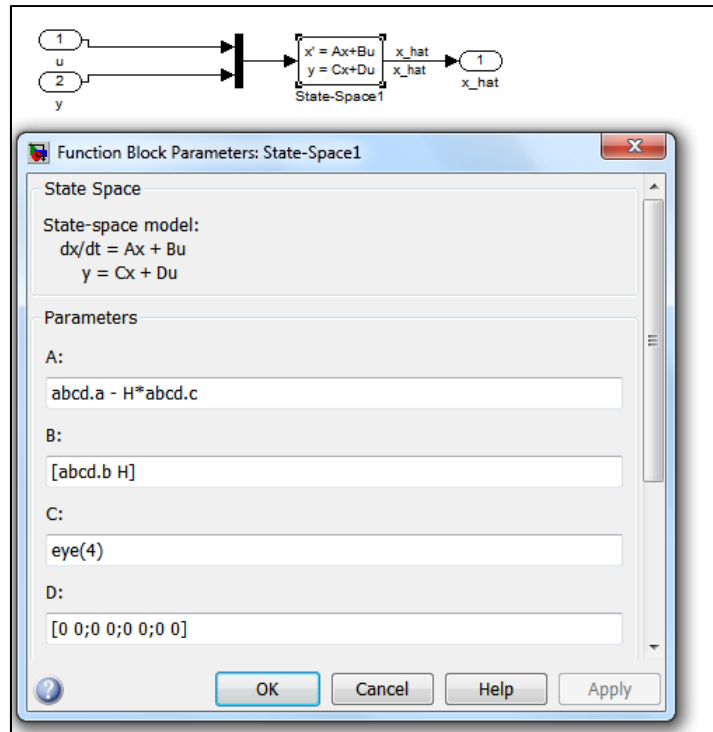 1
u
2
y
x' = Ax+Bu
y = Cx+Du
State-Space1
x_hat
x_hat
1
x_hat
Function Block Parameters: State-Space1
x
State Space
State-space model:
dx/dt = Ax + Bu
y = Cx + Du
Parameters
A:
abcd.a - H*abcd.c
B:
[abcd.b H]
C:
eye(4)
D:
[0 0;0 0;0 0;0 0]
? OK Cancel Help Apply